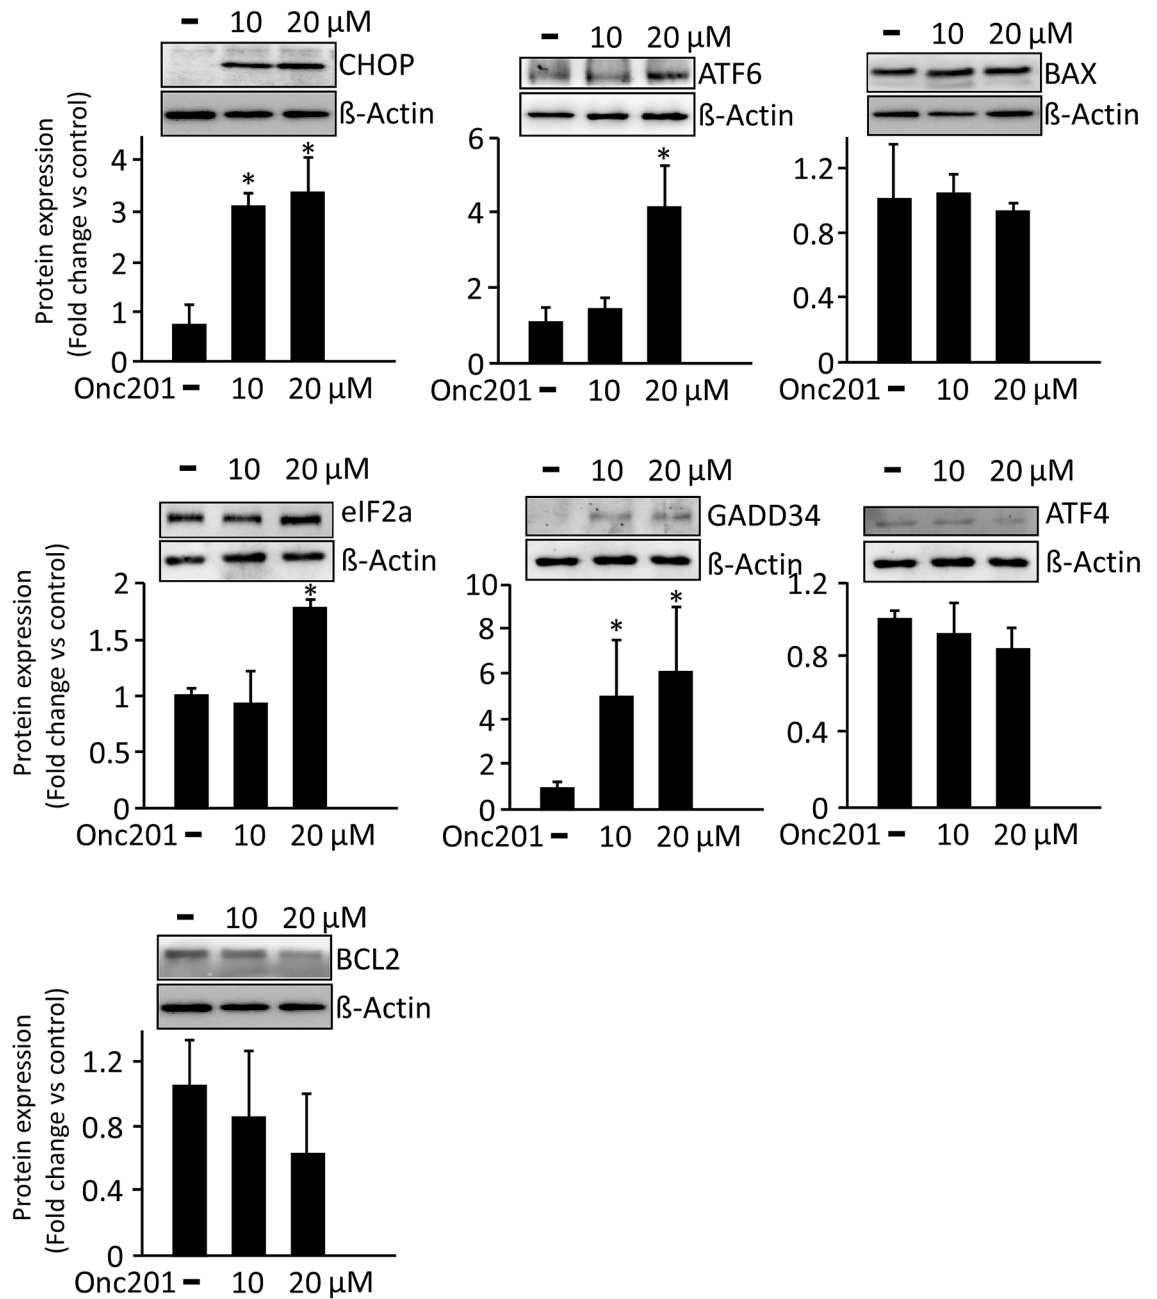 – 10 20 µM
CHOP
ß-Actin
Protein expression
(Fold change vs control)
4
3
2
1
0
* *
Onc201 – 10 20 µM
– 10 20 µM
ATF6
ß-Actin
6
4
2
0
*
Onc201 – 10 20 µM
– 10 20 µM
BAX
ß-Actin
1.2
0.8
0.4
0
Onc201 – 10 20 µM
– 10 20 µM
eIF2a
ß-Actin
Protein expression
(Fold change vs control)
2
1.5
1
0.5
0
*
Onc201 – 10 20 µM
– 10 20 µM
GADD34
ß-Actin
10
8
6
4
2
0
* *
Onc201 – 10 20 µM
– 10 20 µM
ATF4
ß-Actin
1.2
0.8
0.4
0
Onc201 – 10 20 µM
– 10 20 µM
BCL2
ß-Actin
Protein expression
(Fold change vs control)
1.2
0.8
0.4
0
Onc201 – 10 20 µM